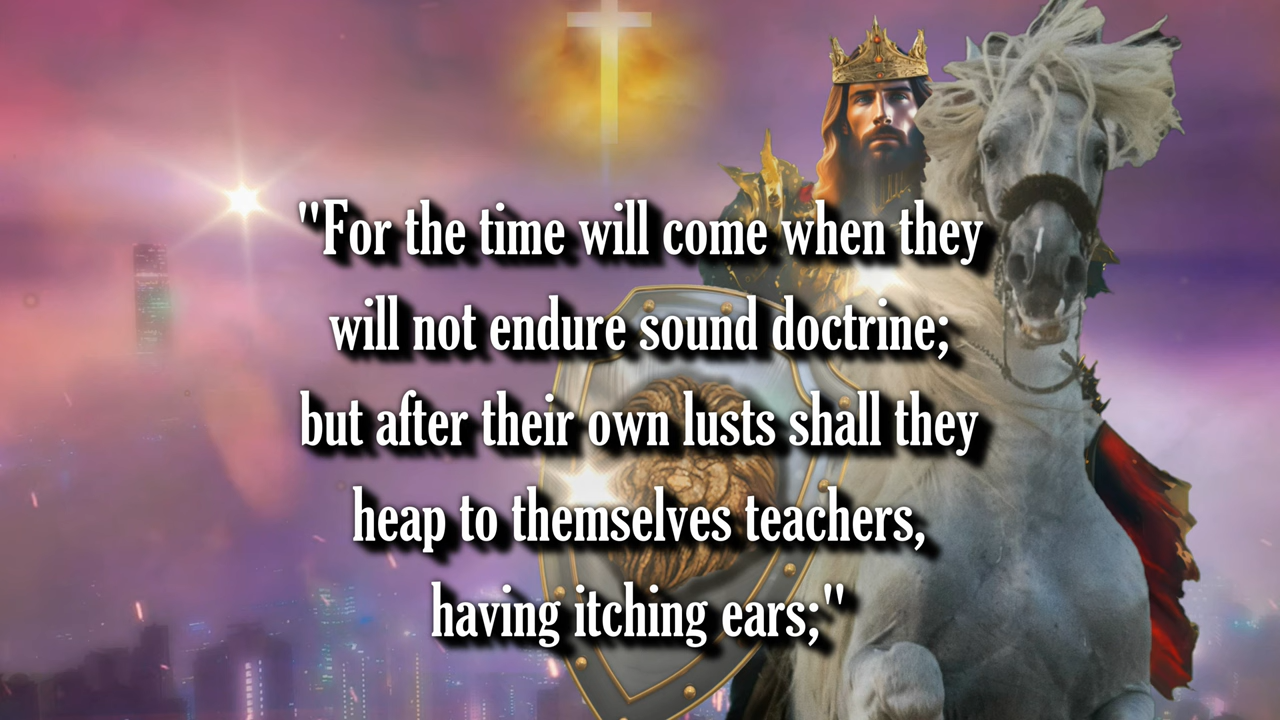 "For the time will come when they
will not endure sound doctrine;
but after their own lusts shall they
heap to themselves teachers,
having itching ears;"